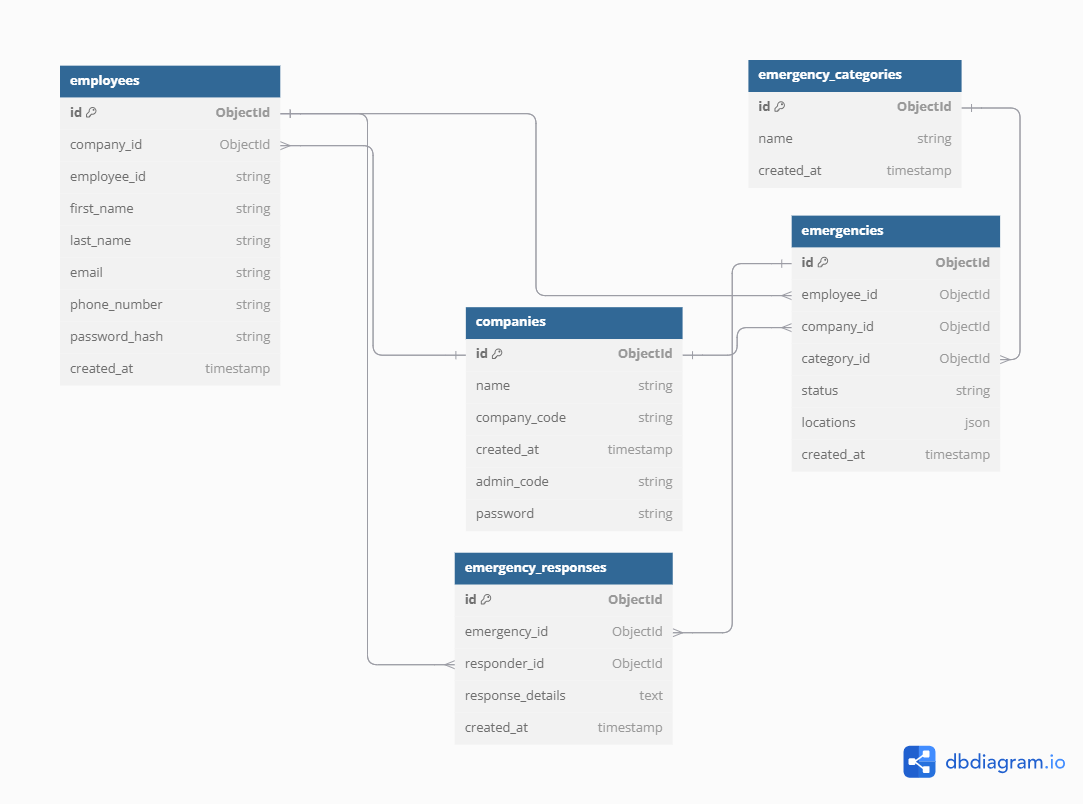 employees
id ObjectId
company_id ObjectId
employee_id string
first_name string
last_name string
email string
phone_number string
password_hash string
created_at timestamp
emergency_categories
id ObjectId
name string
created_at timestamp
emergencies
id ObjectId
employee_id ObjectId
company_id ObjectId
category_id ObjectId
status string
locations json
created_at timestamp
companies
id ObjectId
name string
company_code string
created_at timestamp
admin_code string
password string
emergency_responses
id ObjectId
emergency_id ObjectId
responder_id ObjectId
response_details text
created_at timestamp
dbdiagram.io